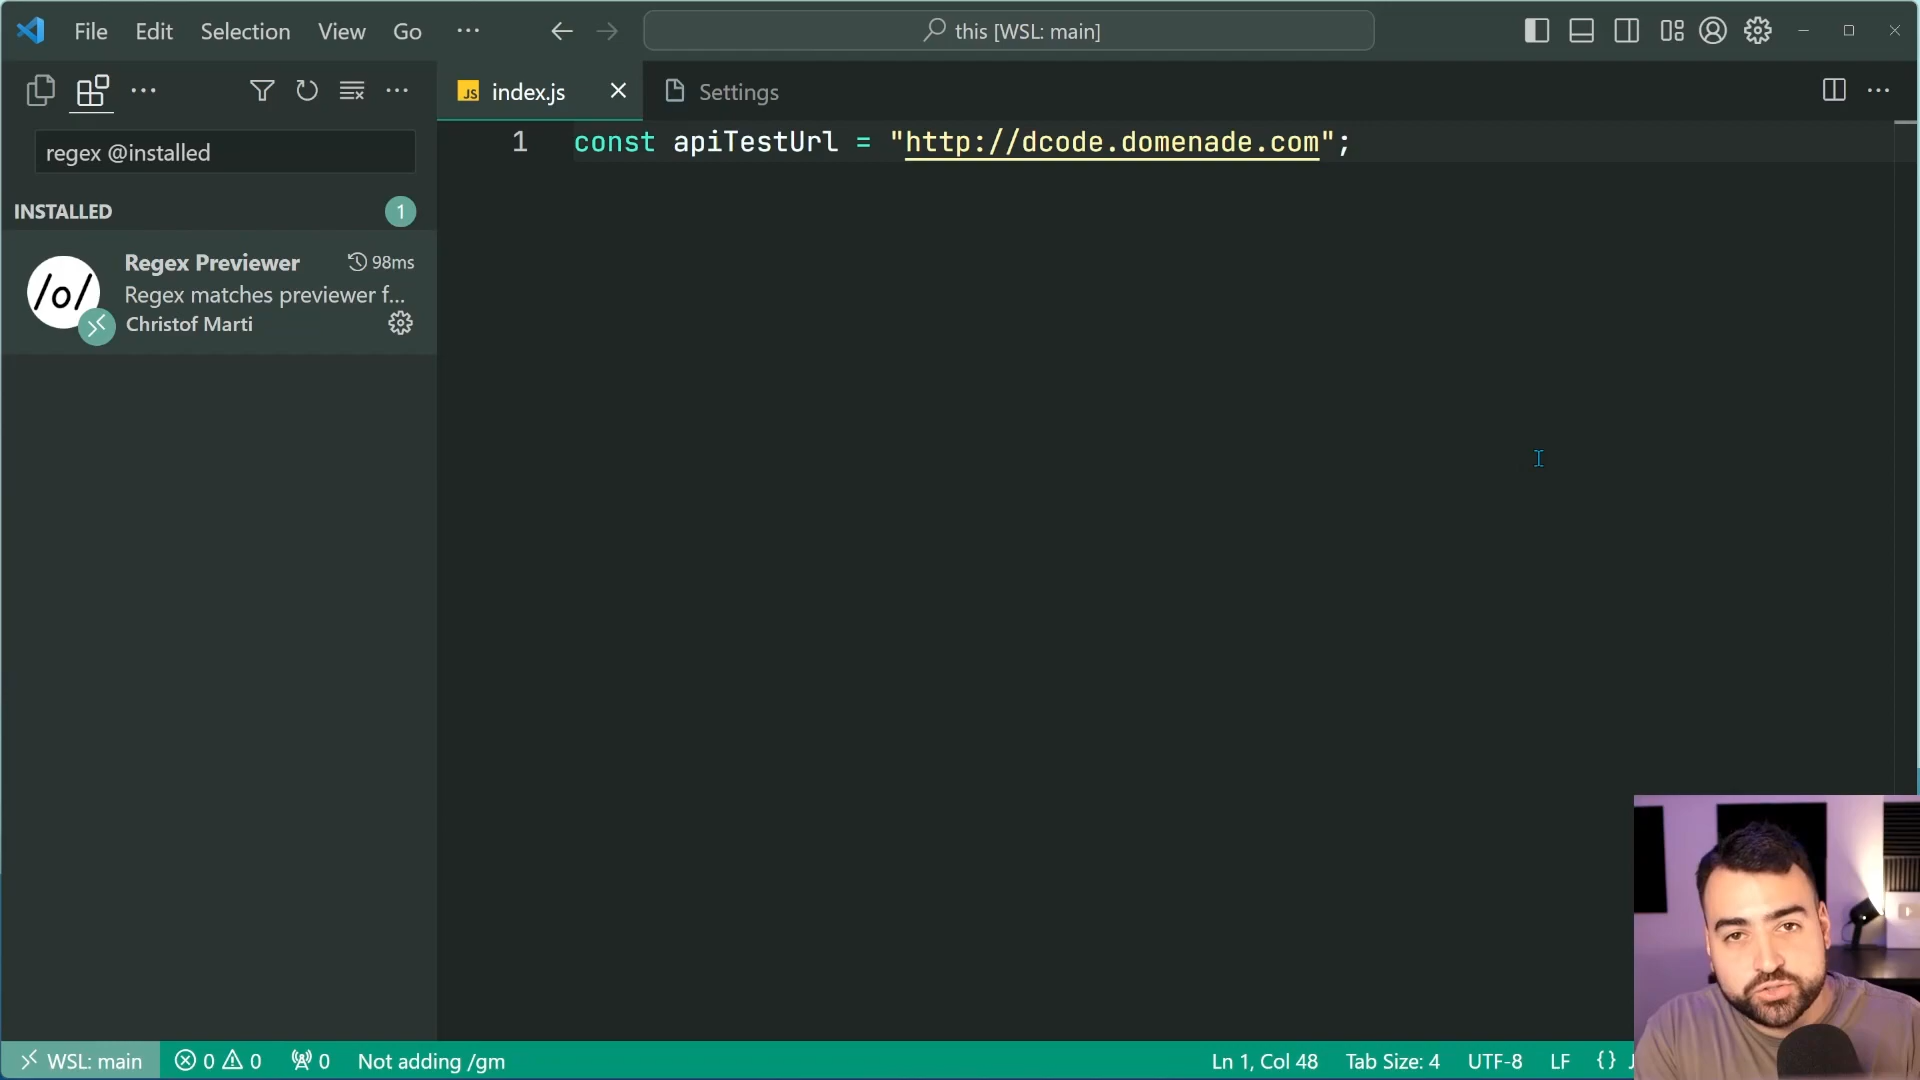 File Edit Selection View Go ··· this [WSL: main]
JS index.js Settings
regex @installed
1 const apiTestUrl = "http://dcode.domenade.com";
INSTALLED 1
/o/
Regex Previewer 98ms
Regex matches previewer f...
Christof Marti
WSL: main 0 0 0 Not adding /gm Ln 1, Col 48 Tab Size: 4 UTF-8 LF {}